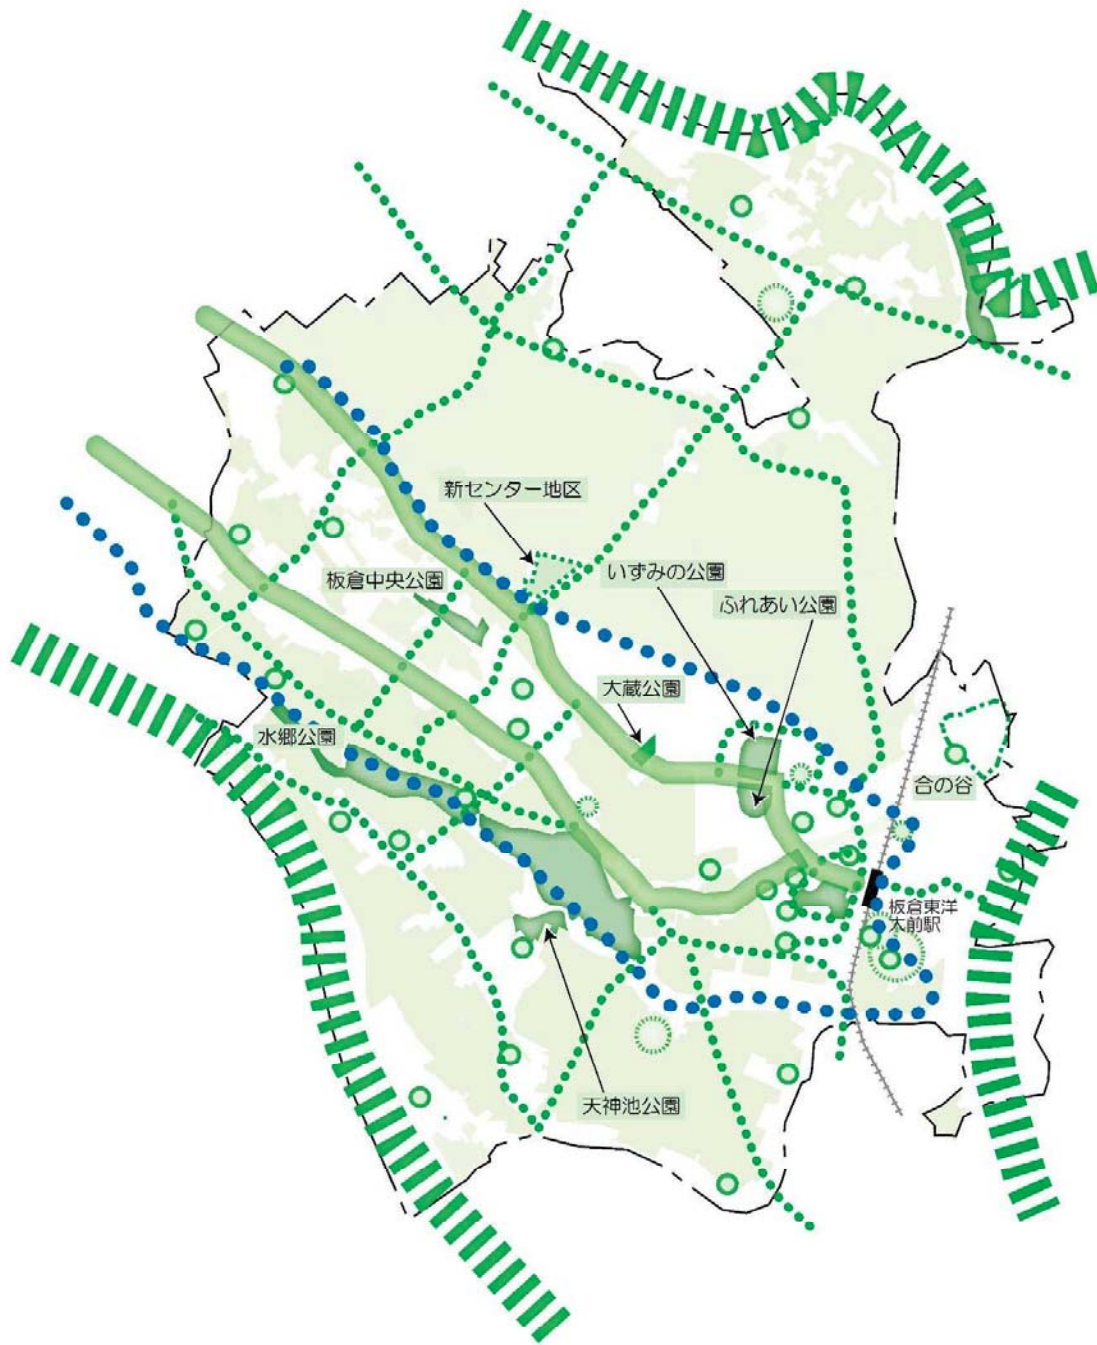 新センター地区
いずみの公園
板倉中央公園
ふれあい公園
大蔵公園
水郷公園
合の谷
板倉東洋
大前駅
天神池公園